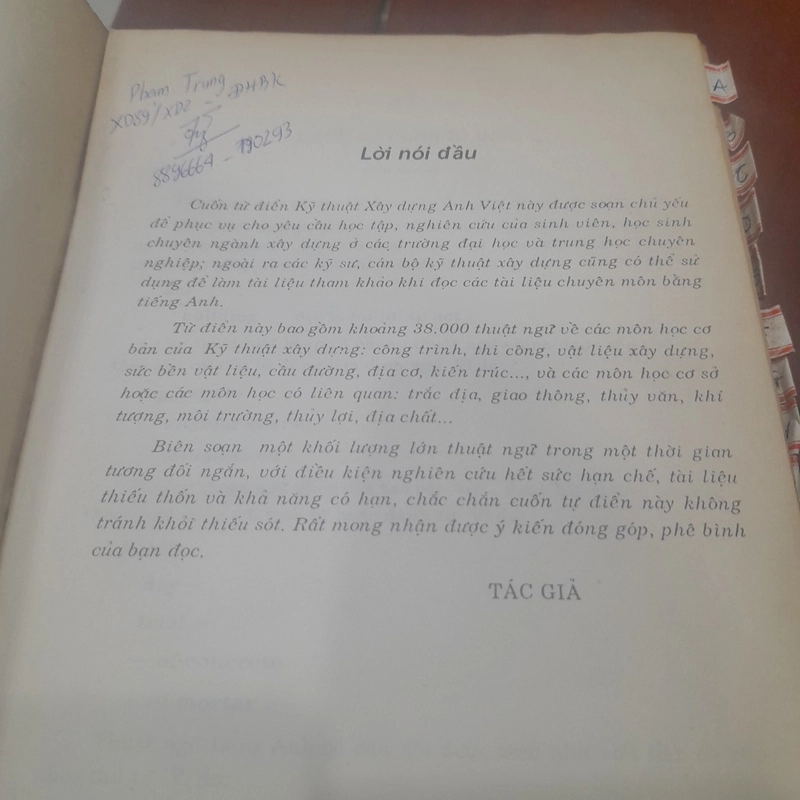 Pham Trung
XD89/XD2 - ĐHBK
8896664 - 190293
Lời nói đầu
Cuốn từ điển Kỹ thuật Xây dựng Anh Việt này được soạn chủ yếu
để phục vụ cho yêu cầu học tập, nghiên cứu của sinh viên, học sinh
chuyên ngành xây dựng ở các trường đại học và trung học chuyên
nghiệp; ngoài ra các kỹ sư, cán bộ kỹ thuật xây dựng cũng có thể sử
dụng để làm tài liệu tham khảo khi đọc các tài liệu chuyên môn bằng
tiếng Anh.
Từ điển này bao gồm khoảng 38.000 thuật ngữ về các môn học cơ
bản của Kỹ thuật xây dựng: công trình, thi công, vật liệu xây dựng,
sức bền vật liệu, cầu đường, địa cơ, kiến trúc..., và các môn học cơ sở
hoặc các môn học có liên quan: trắc địa, giao thông, thủy văn, khí
tượng, môi trường, thủy lợi, địa chất...
Biên soạn một khối lượng lớn thuật ngữ trong một thời gian
tương đối ngắn, với điều kiện nghiên cứu hết sức hạn chế, tài liệu
thiếu thốn và khả năng có hạn, chắc chắn cuốn tự điển này không
tránh khỏi thiếu sót. Rất mong nhận được ý kiến đóng góp, phê bình
của bạn đọc.
TÁC GIẢ
A